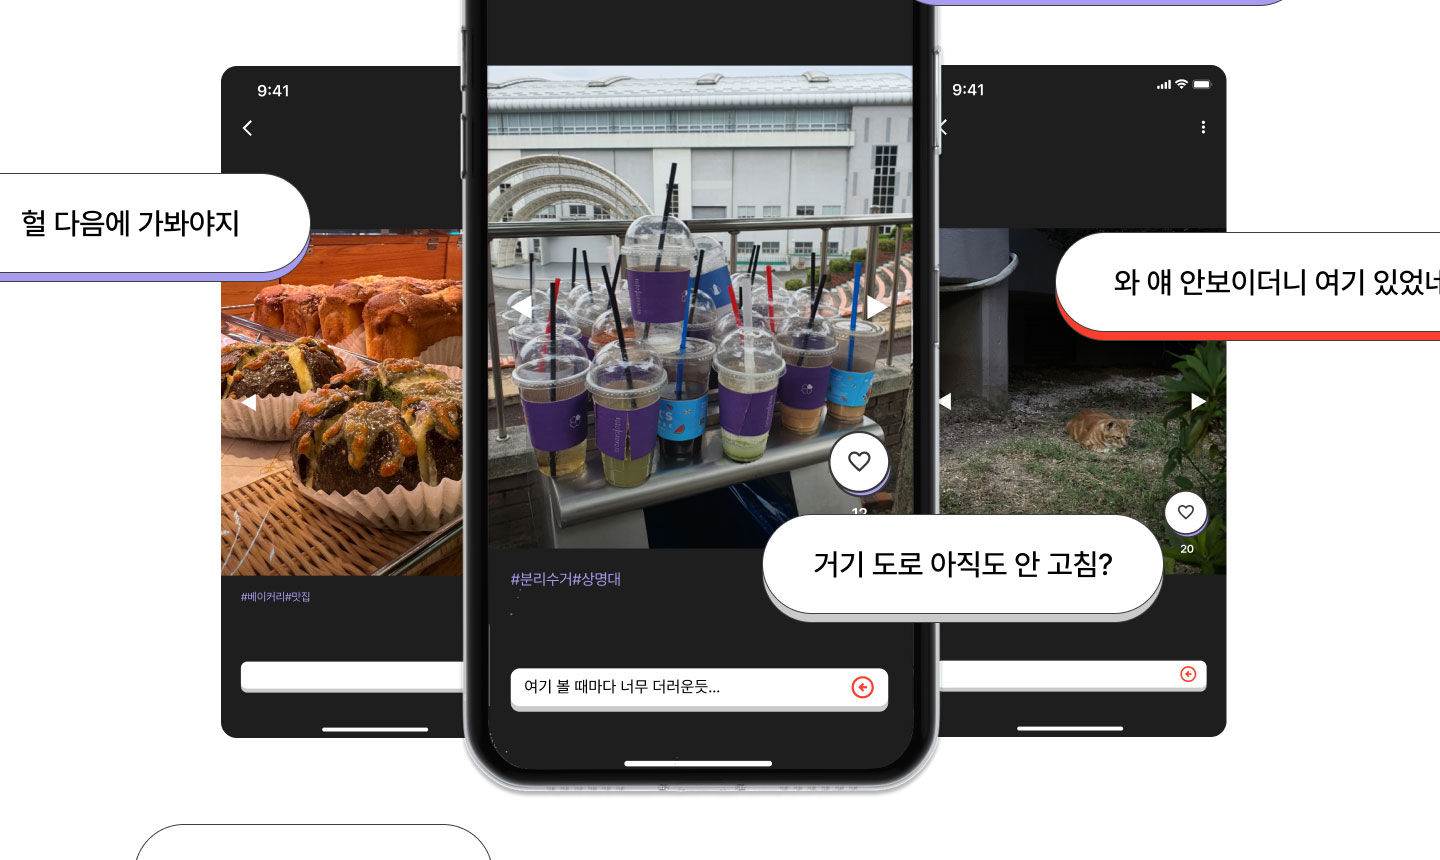 9:41
9:41
헐 다음에 가봐야지
와 얘 안보이더니 여기 있었네
12
20
거기 도로 아직도 안 고침?
#분리수거#상명대
#베이커리#맛집
여기 볼 때마다 너무 더러운듯...